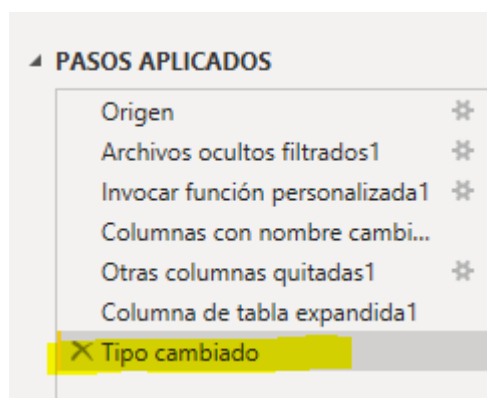 PASOS APLICADOS
Origen
Archivos ocultos filtrados1
Invocar función personalizada1
Columnas con nombre cambi...
Otras columnas quitadas1
Columna de tabla expandida1
Tipo cambiado